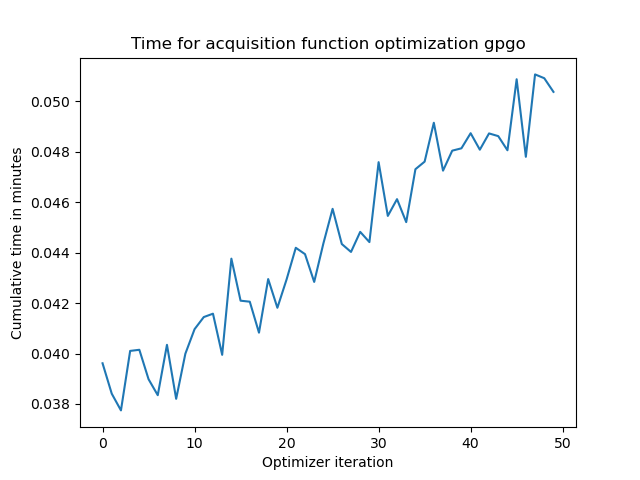 Time for acquisition function optimization gpgo
Cumulative time in minutes
0.050
0.048
0.046
0.044
0.042
0.040
0.038
0 10 20 30 40 50
Optimizer iteration